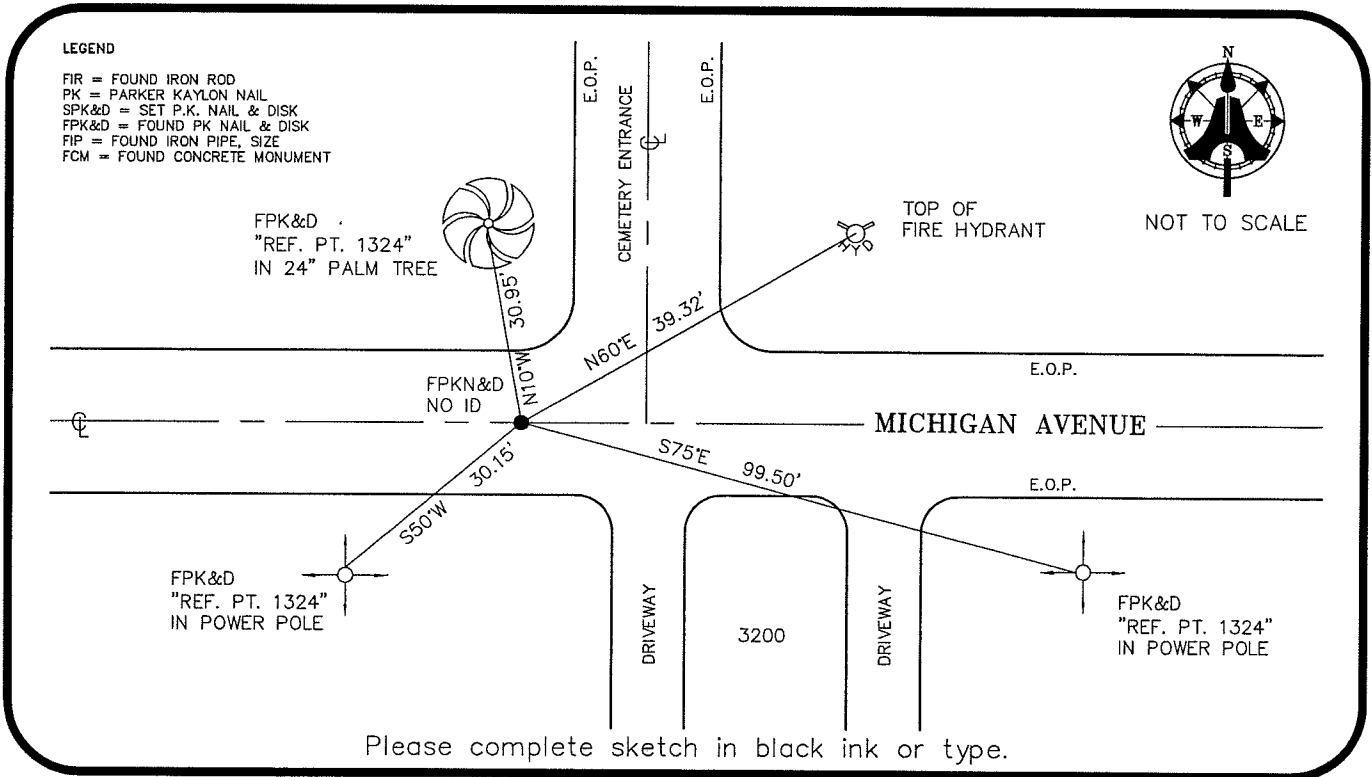 LEGEND
FIR = FOUND IRON ROD
PK = PARKER KAYLON NAIL
SPK&D = SET P.K. NAIL & DISK
FPK&D = FOUND PK NAIL & DISK
FIP = FOUND IRON PIPE, SIZE
FCM = FOUND CONCRETE MONUMENT
E.O.P.
CEMETERY ENTRANCE
℄
E.O.P.
N
W E
S
NOT TO SCALE
FPK&D
"REF. PT. 1324"
IN 24" PALM TREE
TOP OF
FIRE HYDRANT
HYD
N10°W 30.95'
N60°E 39.32'
E.O.P.
FPKN&D
NO ID
℄
MICHIGAN AVENUE
S50°W 30.15'
S75°E 99.50'
E.O.P.
FPK&D
"REF. PT. 1324"
IN POWER POLE
DRIVEWAY
3200
DRIVEWAY
FPK&D
"REF. PT. 1324"
IN POWER POLE
Please complete sketch in black ink or type.